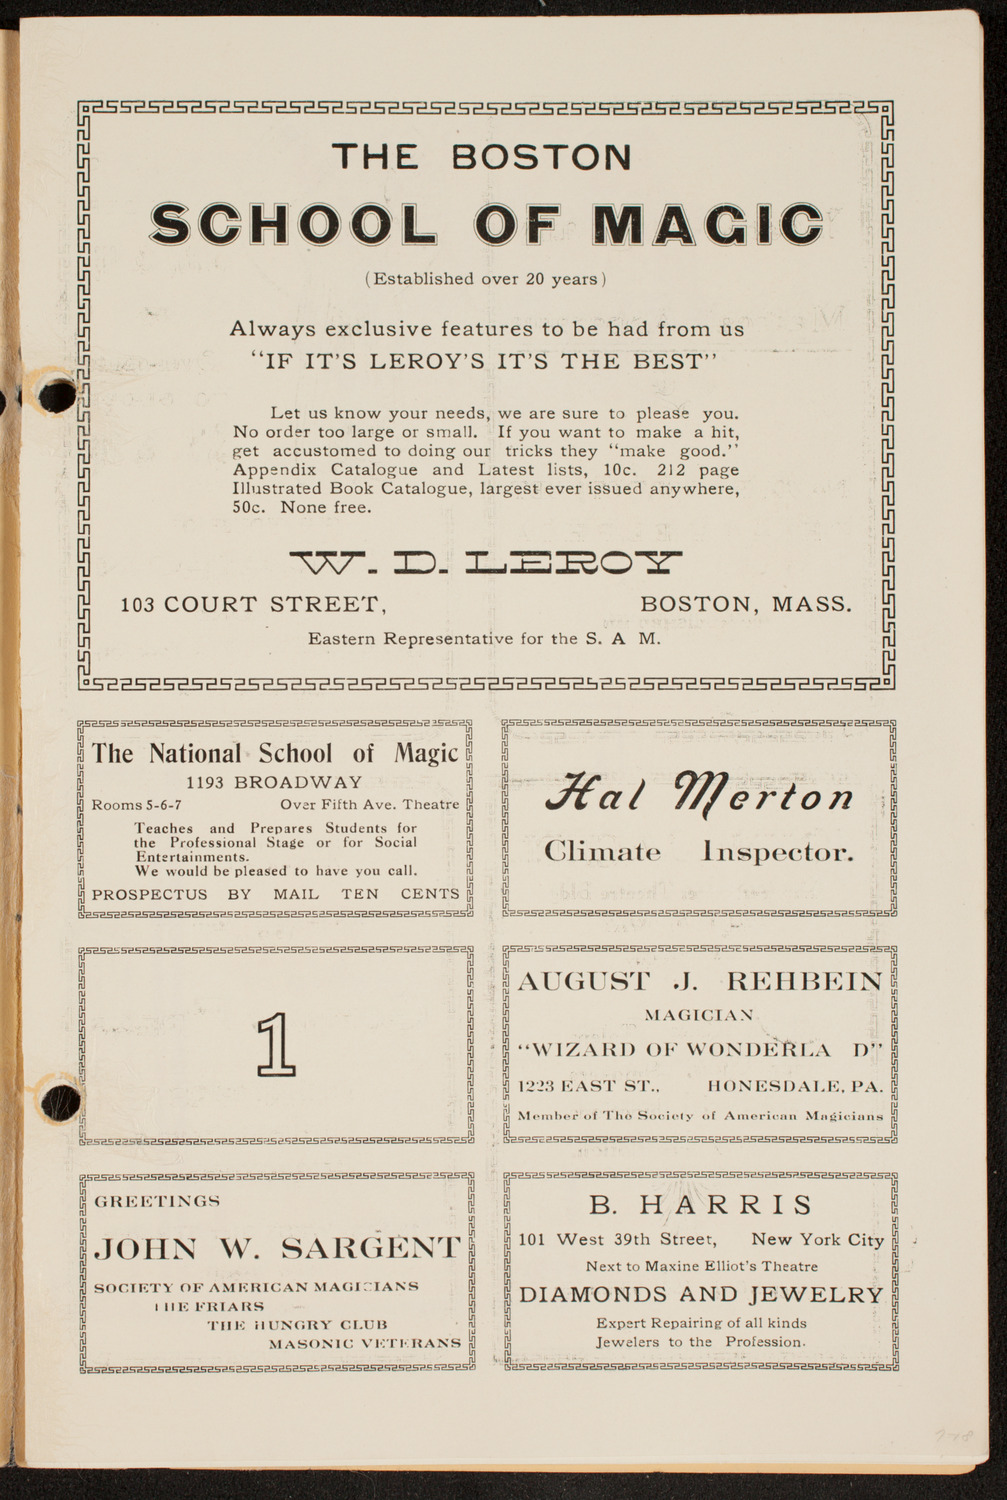 THE BOSTON
SCHOOL OF MAGIC
(Established over 20 years)
Always exclusive features to be had from us
"IF IT'S LEROY'S IT'S THE BEST"
Let us know your needs, we are sure to please you.
No order too large or small. If you want to make a hit,
get accustomed to doing our tricks they "make good."
Appendix Catalogue and Latest lists, 10c. 212 page
Illustrated Book Catalogue, largest ever issued anywhere,
50c. None free.
W. D. LEROY
103 COURT STREET, BOSTON, MASS.
Eastern Representative for the S. A M.
The National School of Magic
1193 BROADWAY
Rooms 5-6-7 Over Fifth Ave. Theatre
Teaches and Prepares Students for
the Professional Stage or for Social
Entertainments.
We would be pleased to have you call.
PROSPECTUS BY MAIL TEN CENTS
Hal Merton
Climate Inspector.
1
AUGUST J. REHBEIN
MAGICIAN
"WIZARD OF WONDERLA D"
1223 EAST ST., HONESDALE, PA.
Member of The Society of American Magicians
GREETINGS
JOHN W. SARGENT
SOCIETY OF AMERICAN MAGICIANS
THE FRIARS
THE HUNGRY CLUB
MASONIC VETERANS
B. HARRIS
101 West 39th Street, New York City
Next to Maxine Elliot's Theatre
DIAMONDS AND JEWELRY
Expert Repairing of all kinds
Jewelers to the Profession.